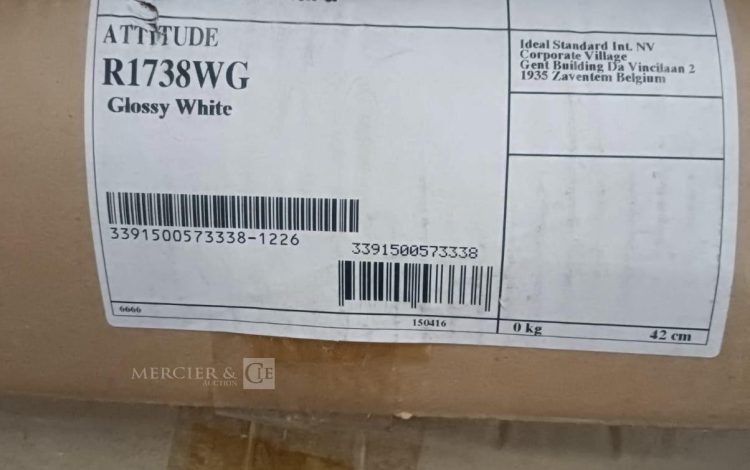 ATTITUDE
R1738WG
Glossy White
Ideal Standard Int. NV
Corporate Village
Gent Building Da Vincilaan 2
1935 Zaventem Belgium
3391500573338-1226
3391500573338
6666
150416
0 kg
42 cm
MERCIER & CIE
AUCTION